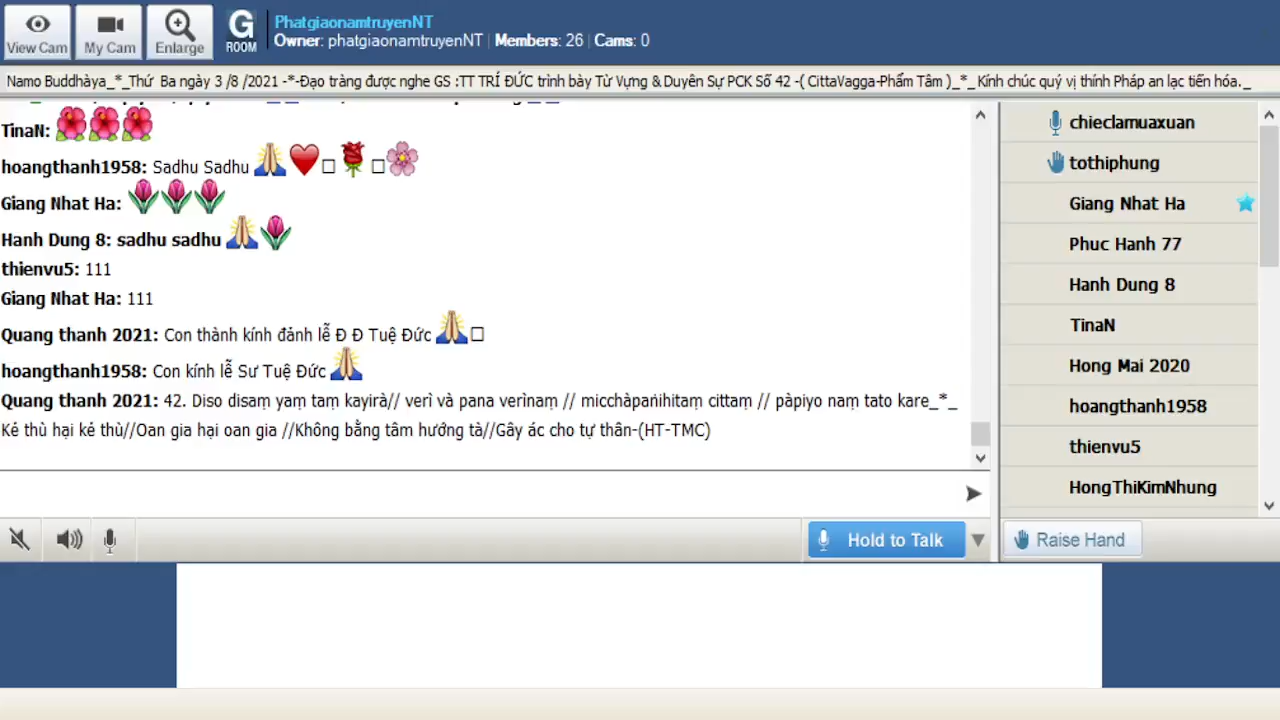 View Cam
My Cam
Enlarge
G
ROOM
PhatgiaonamtruyenNT
Owner: phatgiaonamtruyenNT | Members: 26 | Cams: 0
Namo Buddhàya_*_Thứ Ba ngày 3 /8 /2021 -*-Đạo tràng được nghe GS :TT TRÍ ĐỨC trình bày Từ Vựng & Duyên Sự PCK Số 42 -( CittaVagga-Phẩm Tâm )_*_Kính chúc quý vị thính Pháp an lạc tiến hóa._
TinaN: 🌺🌺🌺
hoangthanh1958: Sadhu Sadhu 🙏❤□🌹□🌸
Giang Nhat Ha: 🌷🌷🌷
Hanh Dung 8: sadhu sadhu 🙏🌷
thienvu5: 111
Giang Nhat Ha: 111
Quang thanh 2021: Con thành kính đảnh lễ Đ Đ Tuệ Đức 🙏□
hoangthanh1958: Con kính lễ Sư Tuệ Đức 🙏
Quang thanh 2021: 42. Diso disaṃ yaṃ taṃ kayirà// verì và pana verìnaṃ // micchàpaṅihitaṃ cittaṃ // pàpiyo naṃ tato kare_*_
Kẻ thù hại kẻ thù//Oan gia hại oan gia //Không bằng tâm hướng tà//Gây ác cho tự thân-(HT-TMC)
chieclamuaxuan
tothiphung
Giang Nhat Ha
Phuc Hanh 77
Hanh Dung 8
TinaN
Hong Mai 2020
hoangthanh1958
thienvu5
HongThiKimNhung
Hold to Talk
Raise Hand